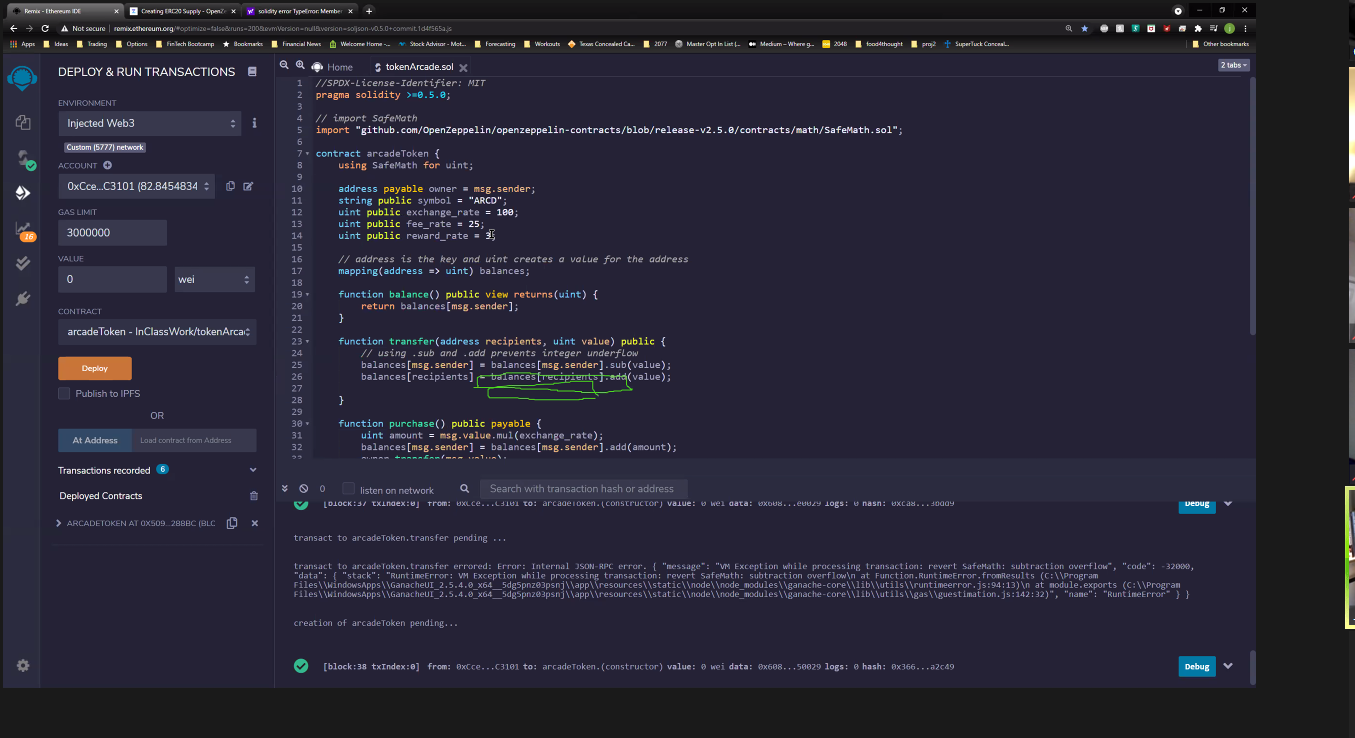 Remix - Ethereum IDE
Creating ERC20 Supply - OpenZ
solidity error TypeError: Member
Not secure
remix.ethereum.org/#optimize=false&runs=200&evmVersion=null&version=soljson-v0.5.0+commit.1d4f565a.js
Apps
Ideas
Trading
Options
FinTech Bootcamp
Bookmarks
Financial News
Welcome Home -...
Stock Advisor - Mot...
Forecasting
Workouts
Texas Concealed Ca...
2077
Master Opt In List (...
Medium – Where g...
2048
food4thought
proj2
SuperTuck Conceal...
Other bookmarks
DEPLOY & RUN TRANSACTIONS
ENVIRONMENT
Injected Web3
Custom (5777) network
ACCOUNT
0xCce...C3101 (82.8454834
GAS LIMIT
3000000
VALUE
0
wei
CONTRACT
arcadeToken - InClassWork/tokenArcad
Deploy
Publish to IPFS
OR
At Address
Load contract from Address
Transactions recorded 6
Deployed Contracts
ARCADETOKEN AT 0X509...288BC (BLC
16
Home
tokenArcade.sol
2 tabs
1 //SPDX-License-Identifier: MIT
2 pragma solidity >=0.5.0;
3
4 // import SafeMath
5 import "github.com/OpenZeppelin/openzeppelin-contracts/blob/release-v2.5.0/contracts/math/SafeMath.sol";
6
7 contract arcadeToken {
8 using SafeMath for uint;
9
10 address payable owner = msg.sender;
11 string public symbol = "ARCD";
12 uint public exchange_rate = 100;
13 uint public fee_rate = 25;
14 uint public reward_rate = 3;
15
16 // address is the key and uint creates a value for the address
17 mapping(address => uint) balances;
18
19 function balance() public view returns(uint) {
20 return balances[msg.sender];
21 }
22
23 function transfer(address recipients, uint value) public {
24 // using .sub and .add prevents integer underflow
25 balances[msg.sender] = balances[msg.sender].sub(value);
26 balances[recipients] = balances[recipients].add(value);
27
28 }
29
30 function purchase() public payable {
31 uint amount = msg.value.mul(exchange_rate);
32 balances[msg.sender] = balances[msg.sender].add(amount);
33 owner.transfer(msg.value);
0
listen on network
Search with transaction hash or address
[block:37 txIndex:0] from: 0xCce...C3101 to: arcadeToken.(constructor) value: 0 wei data: 0x608...e0029 logs: 0 hash: 0xca8...3bdd9
Debug
transact to arcadeToken.transfer pending ...
transact to arcadeToken.transfer errored: Error: Internal JSON-RPC error. { "message": "VM Exception while processing transaction: revert SafeMath: subtraction overflow", "code": -32000,
"data": { "stack": "RuntimeError: VM Exception while processing transaction: revert SafeMath: subtraction overflow\n at Function.RuntimeError.fromResults (C:\\Program
Files\\WindowsApps\\GanacheUI_2.5.4.0_x64__5dg5pnz03psnj\\app\\resources\\static\\node\\node_modules\\ganache-core\\lib\\utils\\runtimeerror.js:94:13)\n at module.exports (C:\\Program
Files\\WindowsApps\\GanacheUI_2.5.4.0_x64__5dg5pnz03psnj\\app\\resources\\static\\node\\node_modules\\ganache-core\\lib\\utils\\gas\\guestimation.js:142:32)", "name": "RuntimeError" } }
creation of arcadeToken pending...
[block:38 txIndex:0] from: 0xCce...C3101 to: arcadeToken.(constructor) value: 0 wei data: 0x608...50029 logs: 0 hash: 0x366...a2c49
Debug